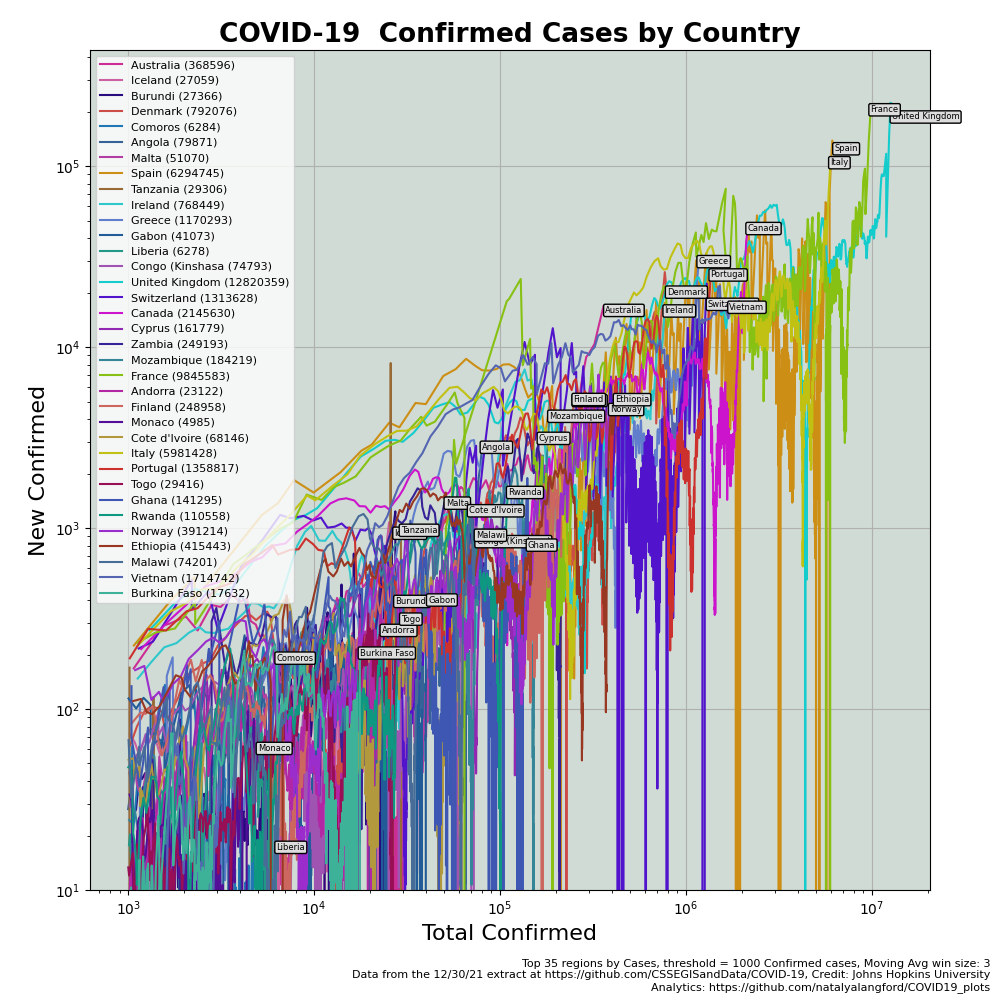 COVID-19  Confirmed Cases by Country
Australia (368596)
Iceland (27059)
Burundi (27366)
Denmark (792076)
Comoros (6284)
Angola (79871)
Malta (51070)
Spain (6294745)
Tanzania (29306)
Ireland (768449)
Greece (1170293)
Gabon (41073)
Liberia (6278)
Congo (Kinshasa (74793)
United Kingdom (12820359)
Switzerland (1313628)
Canada (2145630)
Cyprus (161779)
Zambia (249193)
Mozambique (184219)
France (9845583)
Andorra (23122)
Finland (248958)
Monaco (4985)
Cote d'Ivoire (68146)
Italy (5981428)
Portugal (1358817)
Togo (29416)
Ghana (141295)
Rwanda (110558)
Norway (391214)
Ethiopia (415443)
Malawi (74201)
Vietnam (1714742)
Burkina Faso (17632)
France
United Kingdom
Spain
Italy
Canada
Greece
Portugal
Denmark
Australia
Ireland
Vietnam
Finland
Ethiopia
Norway
Mozambique
Cyprus
Angola
Rwanda
Malta
Cote d'Ivoire
Tanzania
Malawi
Ghana
Gabon
Togo
Andorra
Burkina Faso
Comoros
Monaco
Liberia
New Confirmed
10⁵
10⁴
10³
10²
10¹
10³ 10⁴ 10⁵ 10⁶ 10⁷
Total Confirmed
Top 35 regions by Cases, threshold = 1000 Confirmed cases, Moving Avg win size: 3
Data from the 12/30/21 extract at https://github.com/CSSEGISandData/COVID-19, Credit: Johns Hopkins University
Analytics: https://github.com/natalyalangford/COVID19_plots